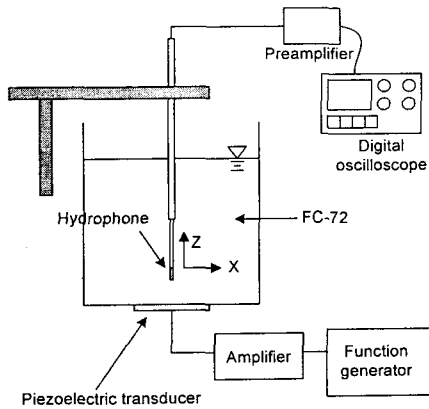 Preamplifier
Digital
oscilloscope
Hydrophone
Z
X
FC-72
Amplifier
Function
generator
Piezoelectric transducer